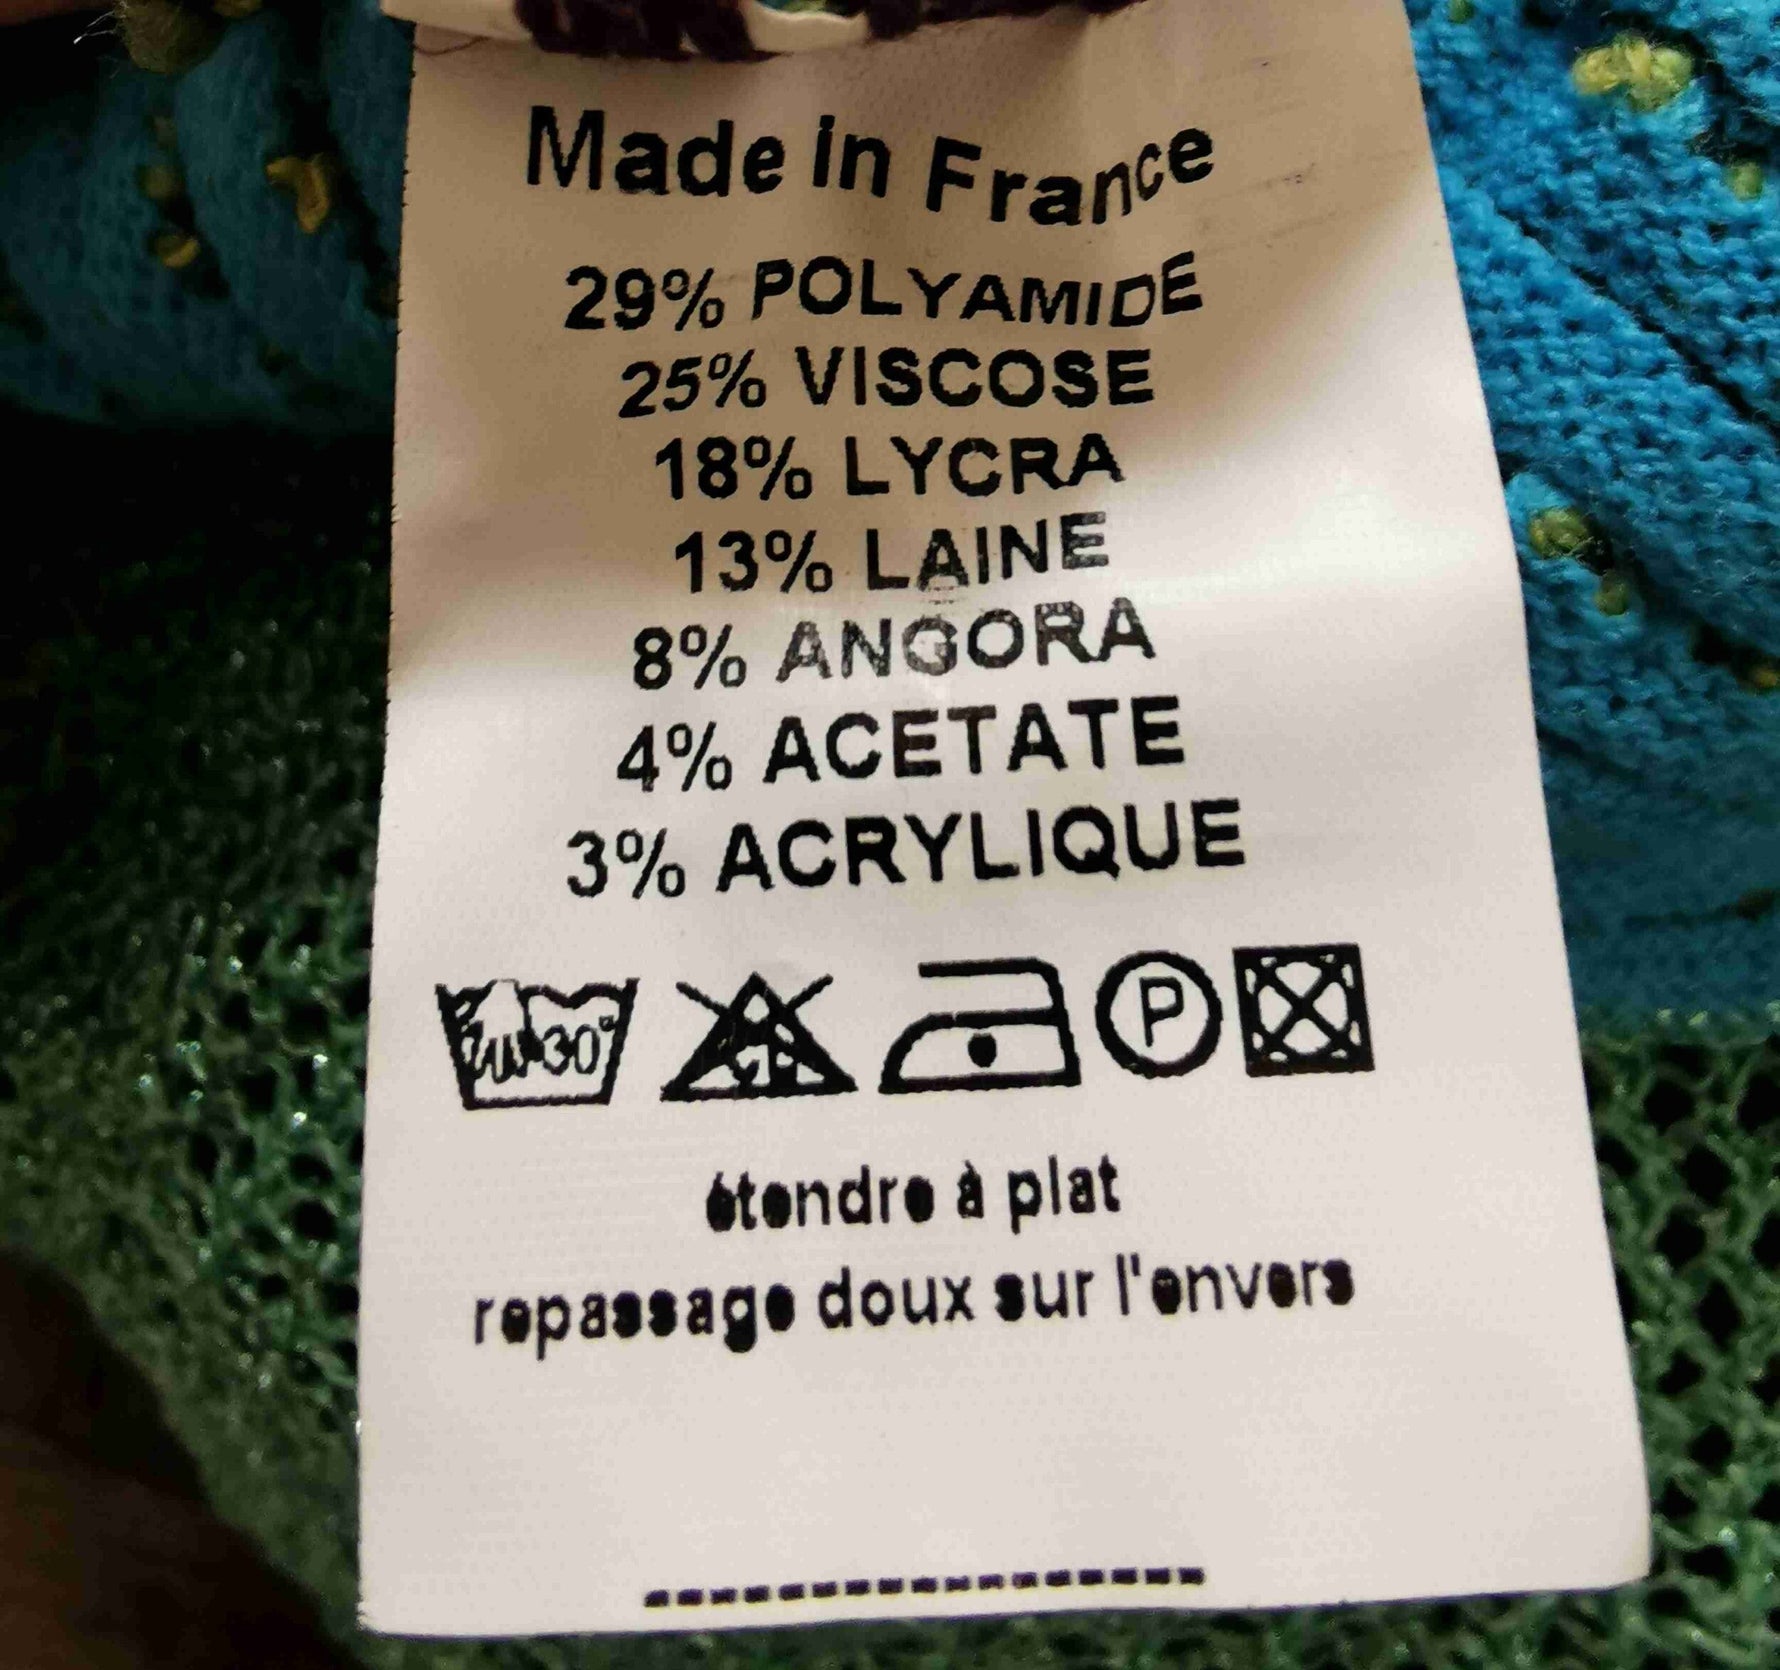 Made in France
29% POLYAMIDE
25% VISCOSE
18% LYCRA
13% LAINE
8% ANGORA
4% ACETATE
3% ACRYLIQUE
30° CL P
étendre à plat
repassage doux sur l'envers